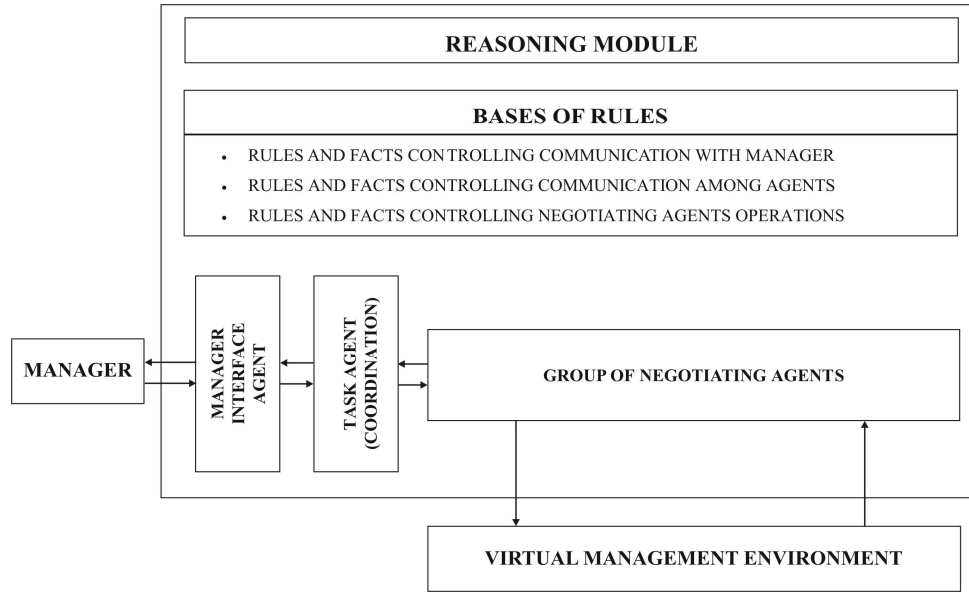 REASONING MODULE
BASES OF RULES
• RULES AND FACTS CONTROLLING COMMUNICATION WITH MANAGER
• RULES AND FACTS CONTROLLING COMMUNICATION AMONG AGENTS
• RULES AND FACTS CONTROLLING NEGOTIATING AGENTS OPERATIONS
MANAGER
MANAGER
INTERFACE
AGENT
TASK AGENT
(COORDINATION)
GROUP OF NEGOTIATING AGENTS
VIRTUAL MANAGEMENT ENVIRONMENT